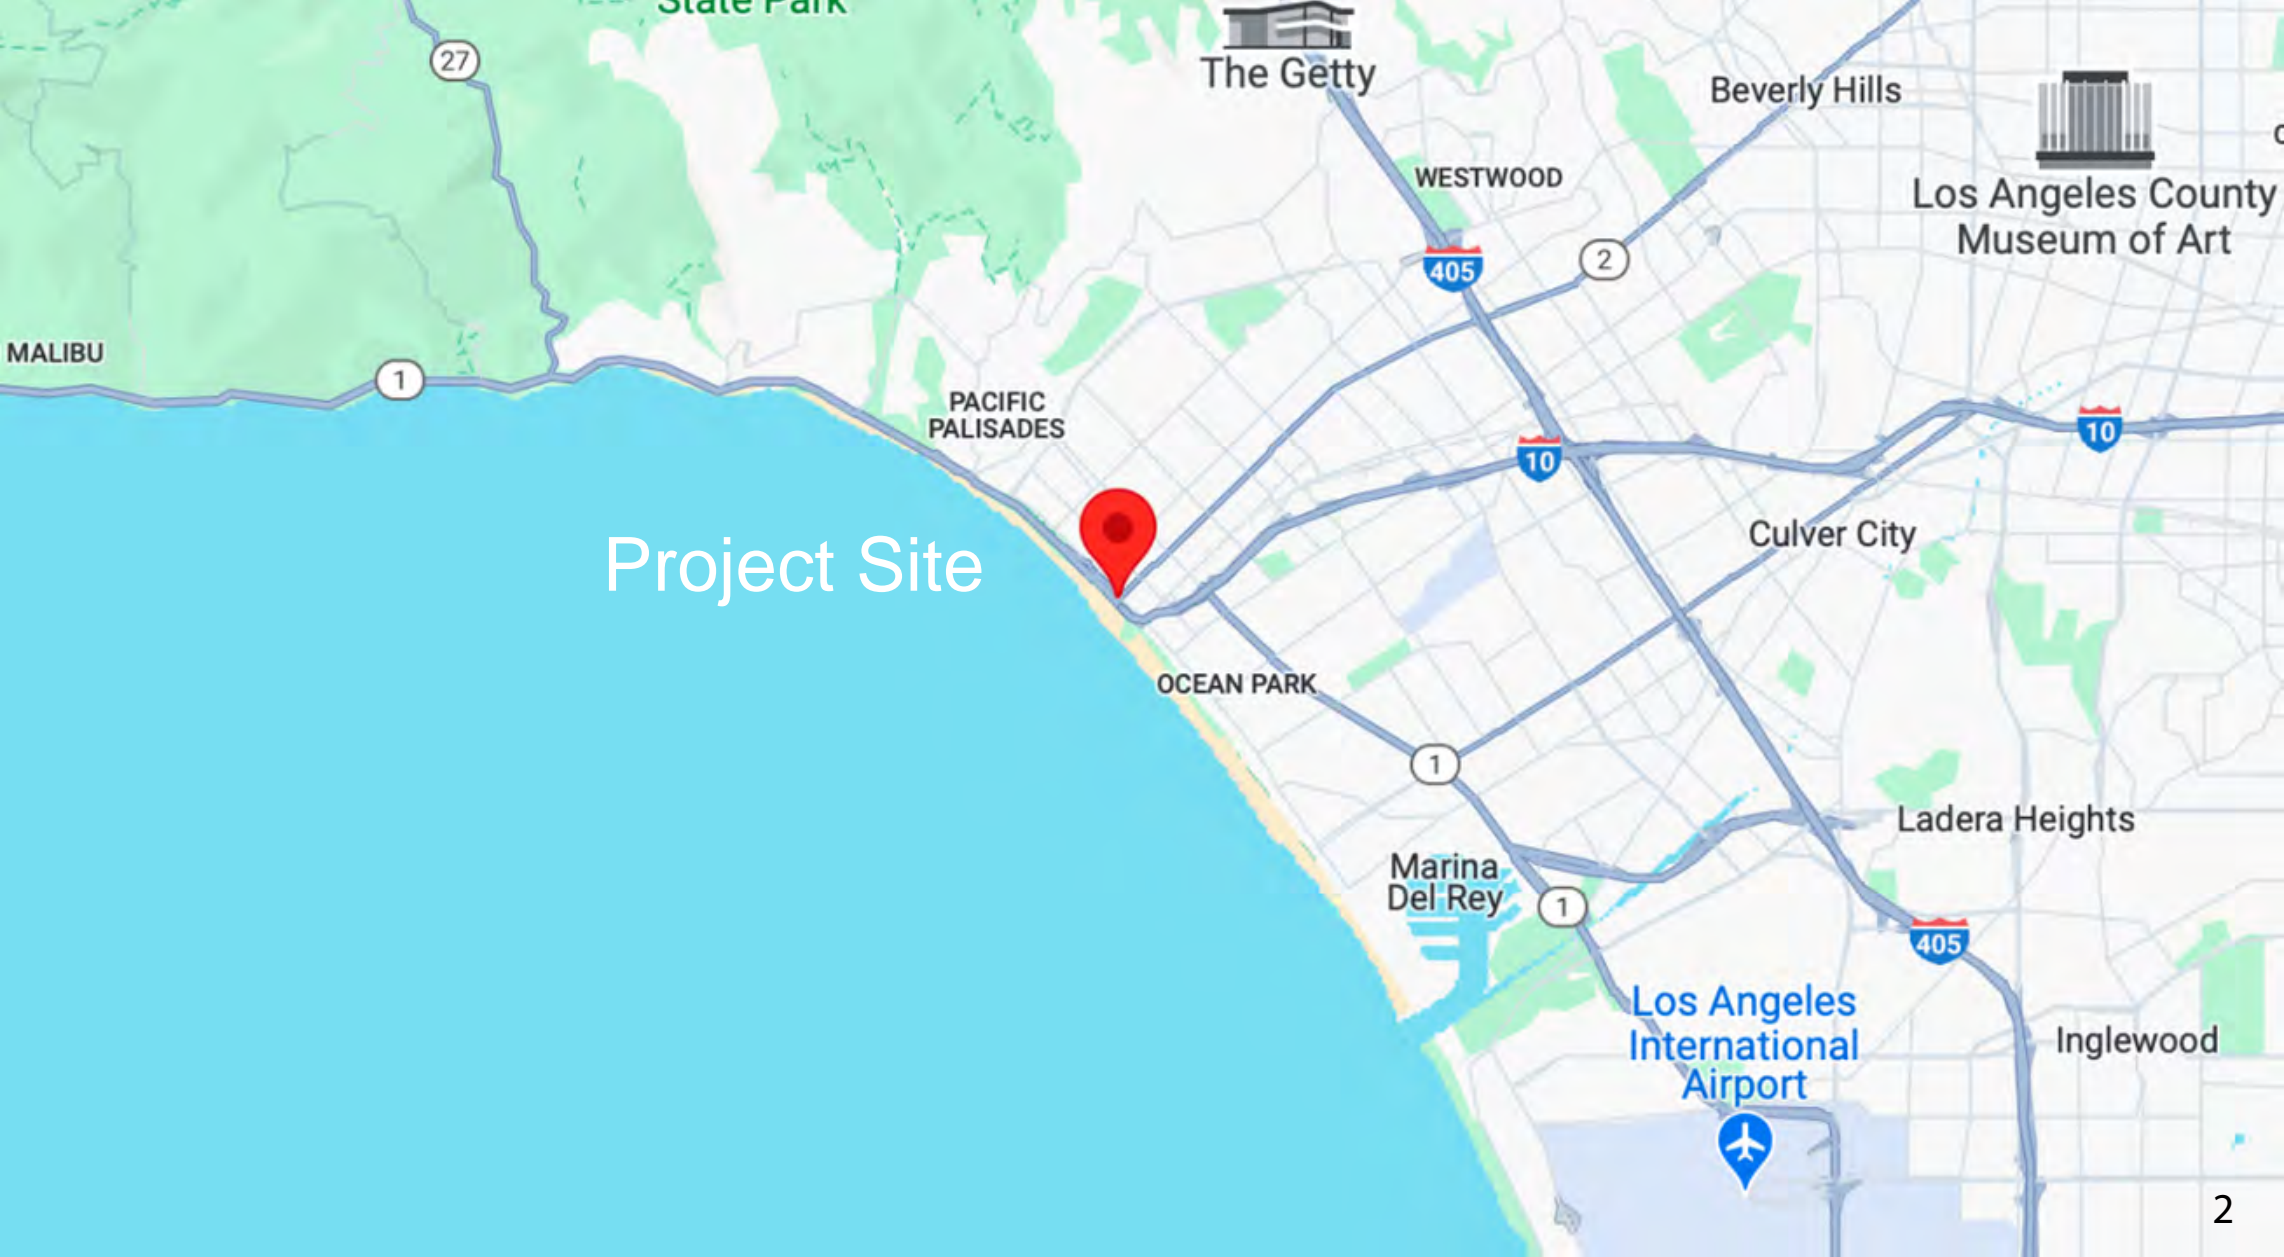 State Park
27
The Getty
Beverly Hills
WESTWOOD
Los Angeles County
Museum of Art
405
2
MALIBU
1
PACIFIC
PALISADES
10
10
Project Site
Culver City
OCEAN PARK
1
Ladera Heights
Marina
Del Rey
1
405
Los Angeles
International
Airport
Inglewood
2